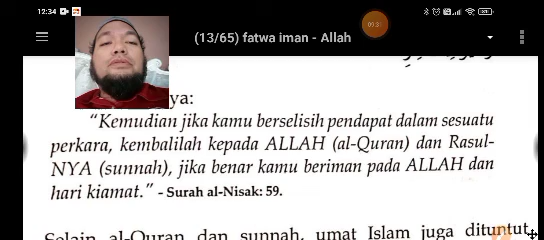 12:34
09:3
(13/65) fatwa iman - Allah
ya:
"Kemudian jika kamu berselisih pendapat dalam sesuatu
perkara, kembalilah kepada ALLAH (al-Quran) dan Rasul-
NYA (sunnah), jika benar kamu beriman pada ALLAH dan
hari kiamat." - Surah al-Nisak: 59.
Selain al-Quran dan sunnah, umat Islam juga dituntut